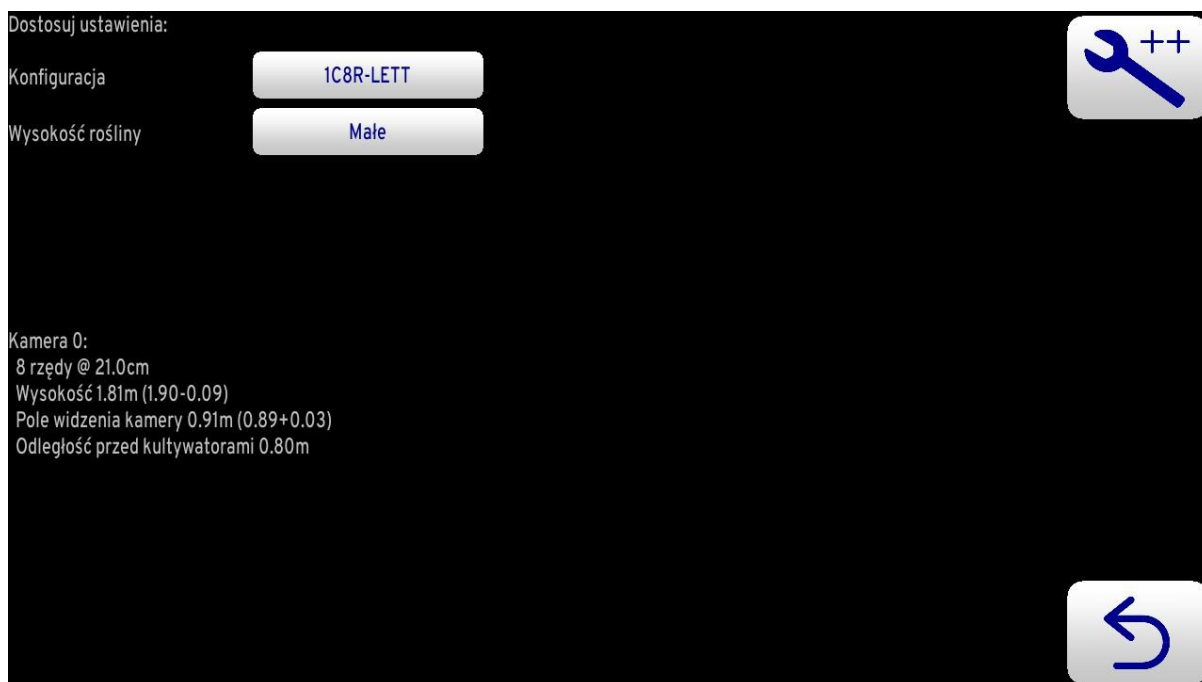 Dostosuj ustawienia:
Konfiguracja 1C8R-LETT
Wysokość rośliny Małe
++
Kamera 0:
8 rzędy @ 21.0cm
Wysokość 1.81m (1.90-0.09)
Pole widzenia kamery 0.91m (0.89+0.03)
Odległość przed kultywatorami 0.80m